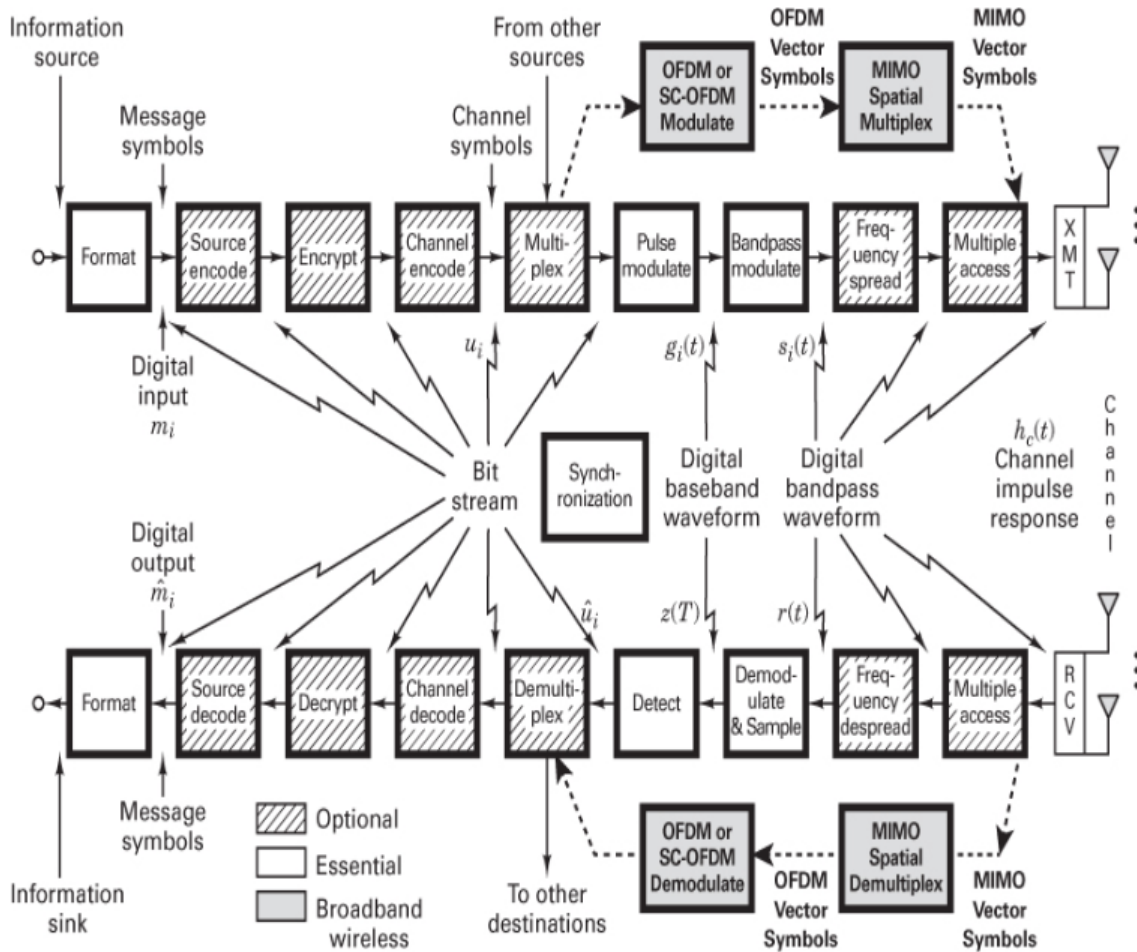 Information
source
From other
sources
OFDM
Vector
Symbols
MIMO
Vector
Symbols
OFDM or
SC-OFDM
Modulate
MIMO
Spatial
Multiplex
Message
symbols
Channel
symbols
Format
Source
encode
Encrypt
Channel
encode
Multi-
plex
Pulse
modulate
Bandpass
modulate
Freq-
uency
spread
Multiple
access
X
M
T
Digital
input
m_i
u_i
g_i(t)
s_i(t)
Bit
stream
Synch-
ronization
Digital
baseband
waveform
Digital
bandpass
waveform
h_c(t)
Channel
impulse
response
C
h
a
n
n
e
l
Digital
output
m̂_i
û_i
z(T)
r(t)
Format
Source
decode
Decrypt
Channel
decode
Demulti-
plex
Detect
Demod-
ulate
& Sample
Freq-
uency
despread
Multiple
access
R
C
V
Message
symbols
Information
sink
Optional
Essential
Broadband
wireless
To other
destinations
OFDM or
SC-OFDM
Demodulate
OFDM
Vector
Symbols
MIMO
Spatial
Demultiplex
MIMO
Vector
Symbols